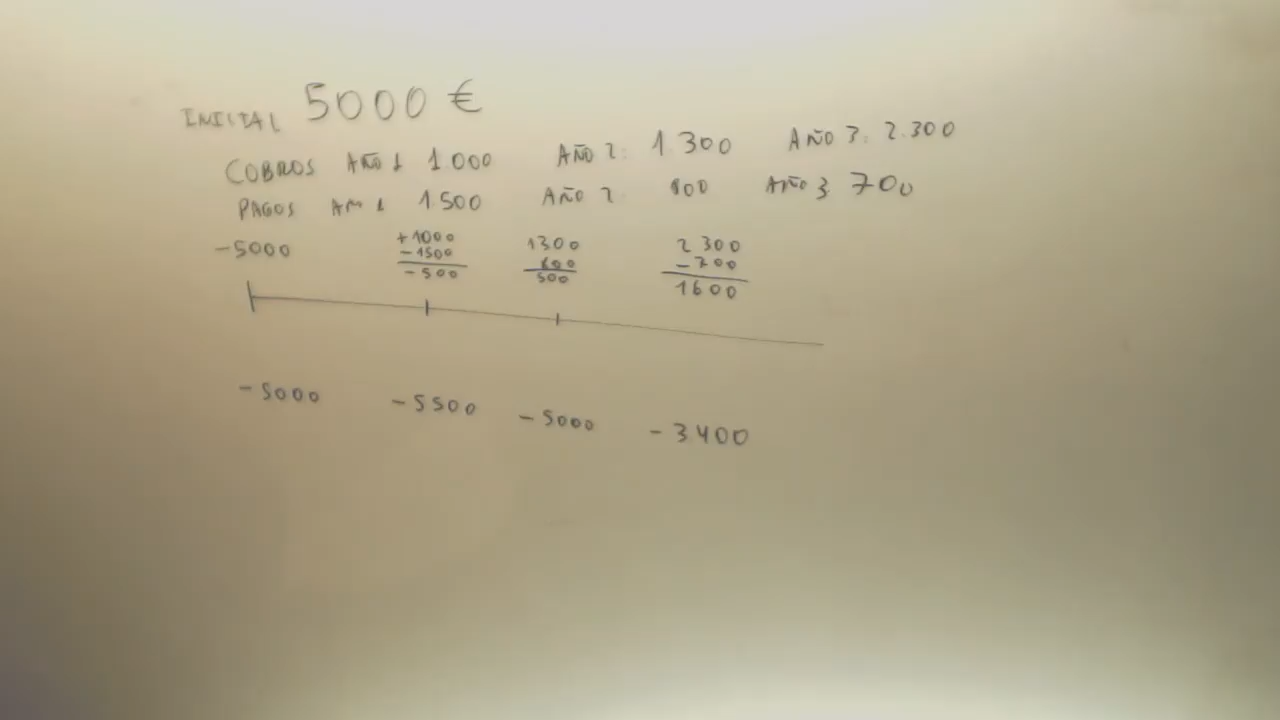 INICIAL 5000 €
COBROS AÑO 1 1.000 AÑO 2: 1.300 AÑO 3: 2.300
PAGOS AÑO 1 1.500 AÑO 2 800 AÑO 3 700
-5000 +1000 1300 2300
-1500 800 -700
-500 500 1600
-5000 -5500 -5000 -3400